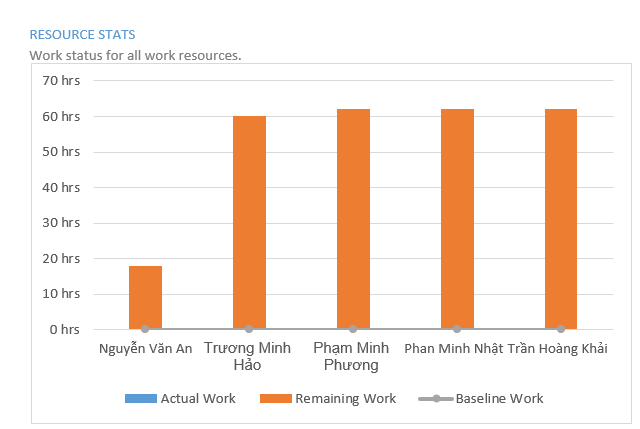 RESOURCE STATS
Work status for all work resources.
70 hrs
60 hrs
50 hrs
40 hrs
30 hrs
20 hrs
10 hrs
0 hrs
Nguyễn Văn An
Trương Minh
Hảo
Phạm Minh
Phương
Phan Minh Nhật
Trần Hoàng Khải
Actual Work
Remaining Work
Baseline Work